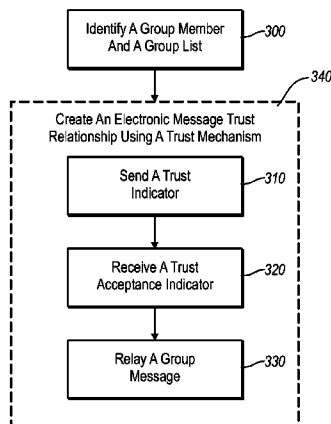 Identify A Group Member
And A Group List
300
340
Create An Electronic Message Trust
Relationship Using A Trust Mechanism
Send A Trust
Indicator
310
Receive A Trust
Acceptance Indicator
320
Relay A Group
Message
330